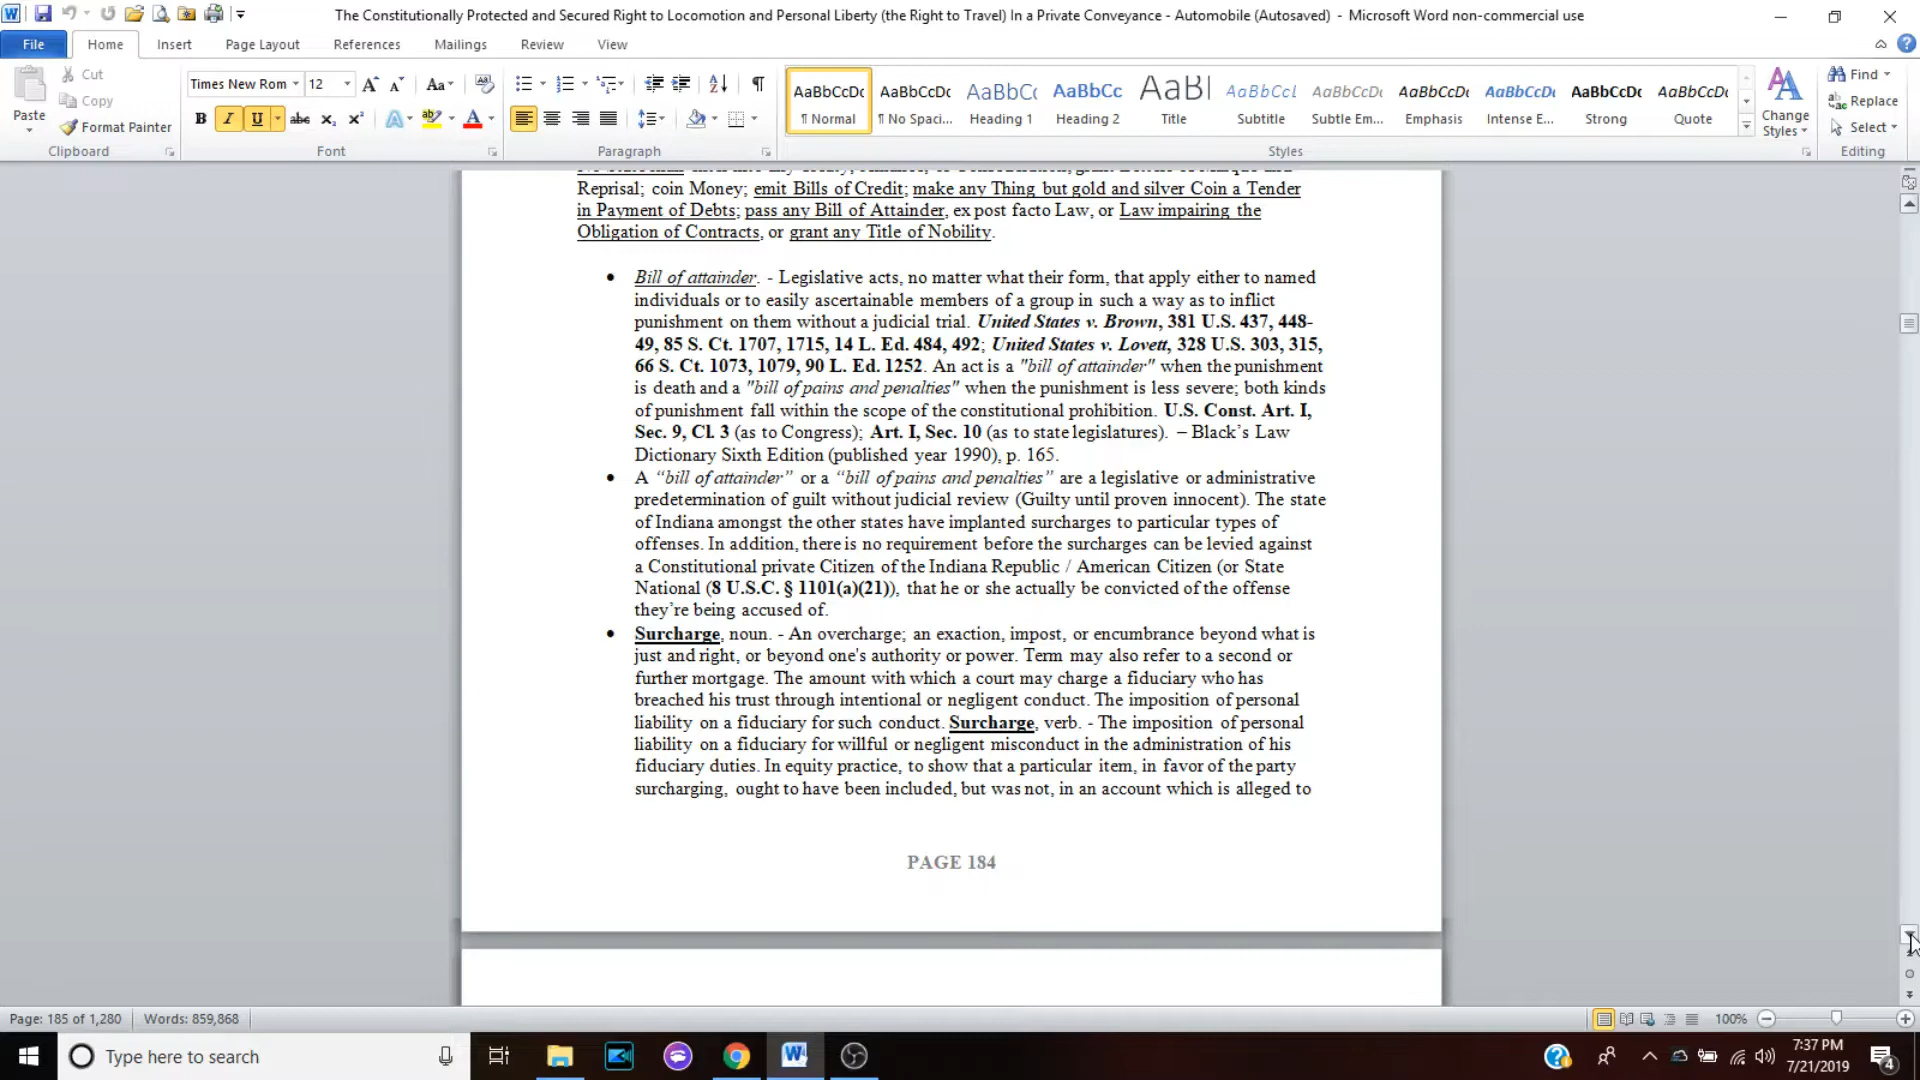 The Constitutionally Protected and Secured Right to Locomotion and Personal Liberty (the Right to Travel) In a Private Conveyance - Automobile (Autosaved) - Microsoft Word non-commercial use
File Home Insert Page Layout References Mailings Review View
Paste
Cut
Copy
Format Painter
Clipboard
Times New Rom 12
Font
Paragraph
AaBbCcDc AaBbCcDc AaBbCc AaBbCc AaBl AaBbCcL AaBbCcDc AaBbCcDc AaBbCcDc AaBbCcDc AaBbCcDc
¶ Normal ¶ No Spaci... Heading 1 Heading 2 Title Subtitle Subtle Em... Emphasis Intense E... Strong Quote
Styles
Change Styles
Find
Replace
Select
Editing
Reprisal; coin Money; emit Bills of Credit; make any Thing but gold and silver Coin a Tender
in Payment of Debts; pass any Bill of Attainder, ex post facto Law, or Law impairing the
Obligation of Contracts, or grant any Title of Nobility.
• Bill of attainder. - Legislative acts, no matter what their form, that apply either to named
individuals or to easily ascertainable members of a group in such a way as to inflict
punishment on them without a judicial trial. United States v. Brown, 381 U.S. 437, 448-
49, 85 S. Ct. 1707, 1715, 14 L. Ed. 484, 492; United States v. Lovett, 328 U.S. 303, 315,
66 S. Ct. 1073, 1079, 90 L. Ed. 1252. An act is a "bill of attainder" when the punishment
is death and a "bill of pains and penalties" when the punishment is less severe; both kinds
of punishment fall within the scope of the constitutional prohibition. U.S. Const. Art. I,
Sec. 9, Cl. 3 (as to Congress); Art. I, Sec. 10 (as to state legislatures). – Black’s Law
Dictionary Sixth Edition (published year 1990), p. 165.
• A “bill of attainder” or a “bill of pains and penalties” are a legislative or administrative
predetermination of guilt without judicial review (Guilty until proven innocent). The state
of Indiana amongst the other states have implanted surcharges to particular types of
offenses. In addition, there is no requirement before the surcharges can be levied against
a Constitutional private Citizen of the Indiana Republic / American Citizen (or State
National (8 U.S.C. § 1101(a)(21)), that he or she actually be convicted of the offense
they’re being accused of.
• Surcharge, noun. - An overcharge; an exaction, impost, or encumbrance beyond what is
just and right, or beyond one's authority or power. Term may also refer to a second or
further mortgage. The amount with which a court may charge a fiduciary who has
breached his trust through intentional or negligent conduct. The imposition of personal
liability on a fiduciary for such conduct. Surcharge, verb. - The imposition of personal
liability on a fiduciary for willful or negligent misconduct in the administration of his
fiduciary duties. In equity practice, to show that a particular item, in favor of the party
surcharging, ought to have been included, but was not, in an account which is alleged to
PAGE 184
Page: 185 of 1,280 Words: 859,868
100%
Type here to search
7:37 PM
7/21/2019
4